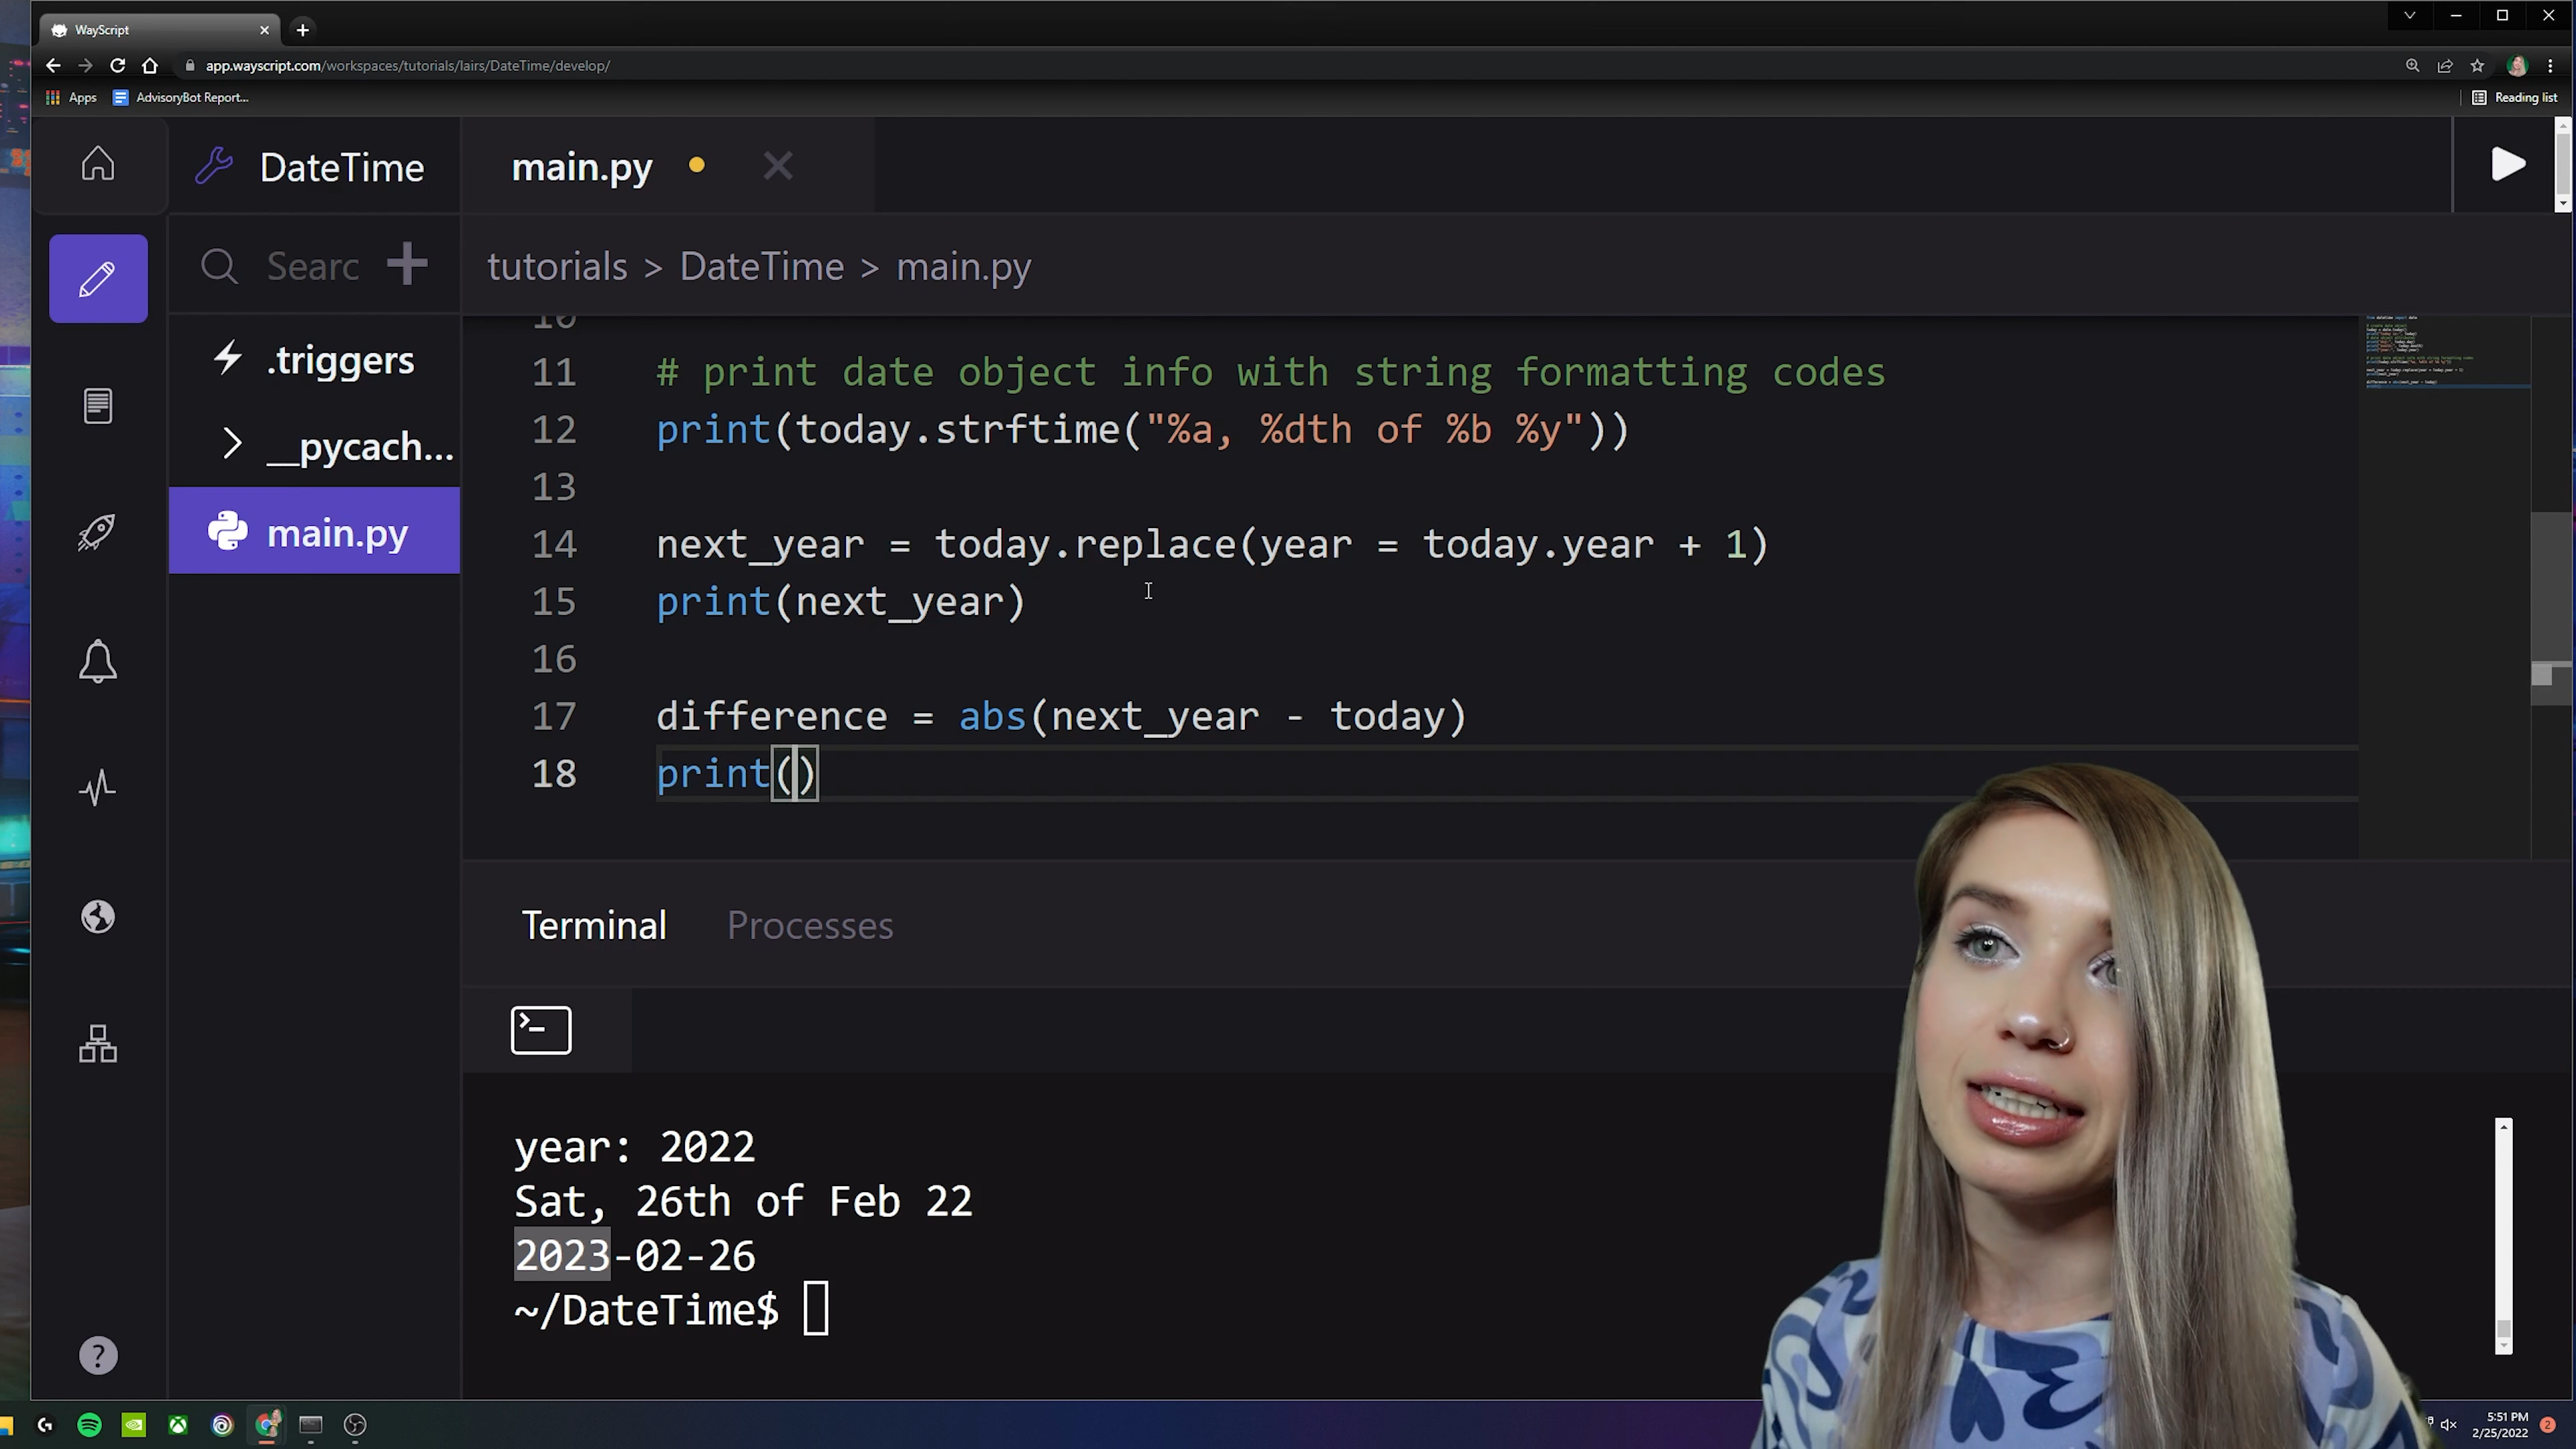 WayScript
app.wayscript.com/workspaces/tutorials/lairs/DateTime/develop/
Apps
AdvisoryBot Report...
Reading list
DateTime
main.py
Searc
tutorials > DateTime > main.py
.triggers
__pycach...
main.py
10
11 # print date object info with string formatting codes
12 print(today.strftime("%a, %dth of %b %y"))
13
14 next_year = today.replace(year = today.year + 1)
15 print(next_year)
16
17 difference = abs(next_year - today)
18 print()
Terminal
Processes
year: 2022
Sat, 26th of Feb 22
2023-02-26
~/DateTime$
?
5:51 PM
2/25/2022
2